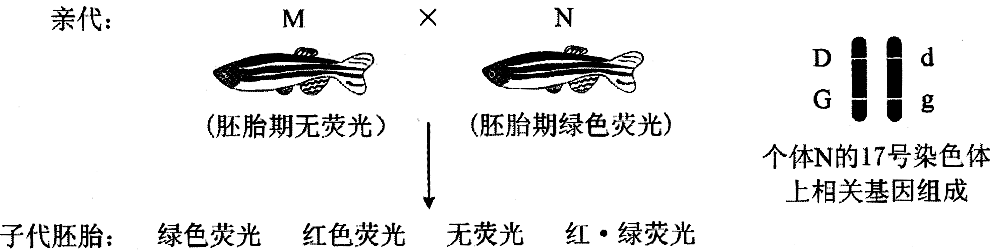 亲代： M × N
(胚胎期无荧光） (胚胎期绿色荧光)
D d
G g
个体N的17号染色体
上相关基因组成
子代胚胎： 绿色荧光 红色荧光 无荧光 红·绿荧光